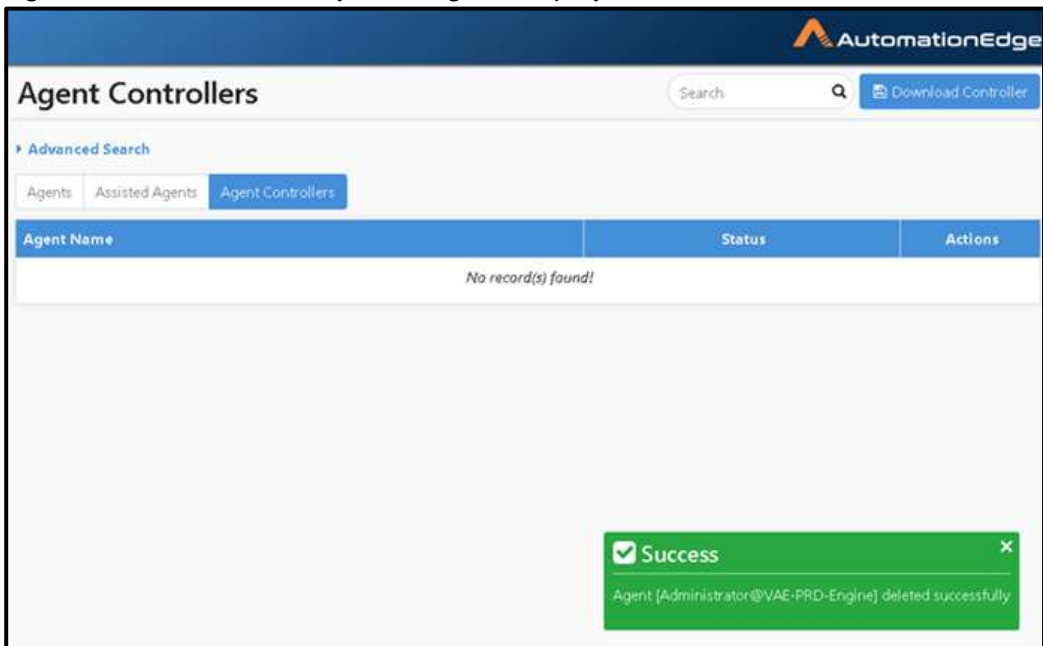 AutomationEdge
Agent Controllers
Search
Download Controller
Advanced Search
Agents Assisted Agents Agent Controllers
Agent Name Status Actions
No record(s) found!
Success
Agent [Administrator@VAE-PRD-Engine] deleted successfully